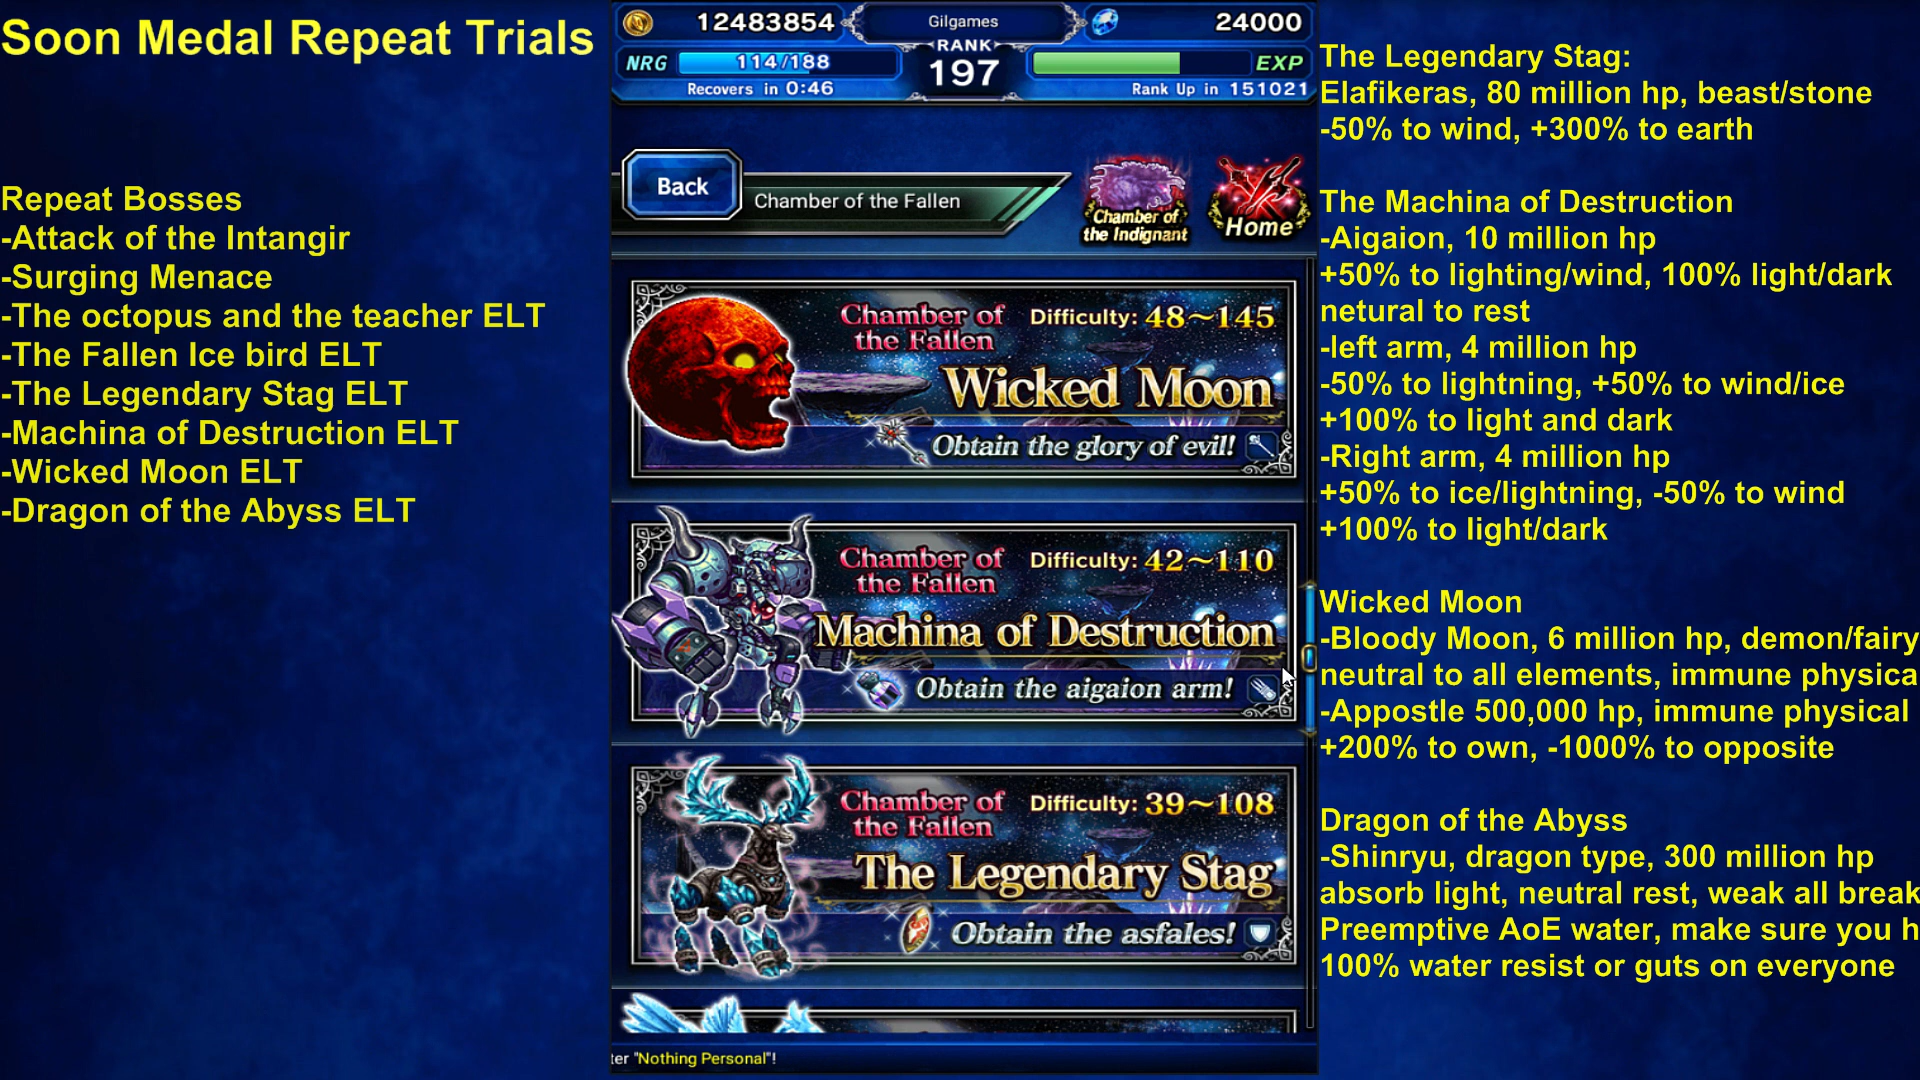 Soon Medal Repeat Trials
Repeat Bosses
-Attack of the Intangir
-Surging Menace
-The octopus and the teacher ELT
-The Fallen Ice bird ELT
-The Legendary Stag ELT
-Machina of Destruction ELT
-Wicked Moon ELT
-Dragon of the Abyss ELT
12483854
Gilgames
24000
NRG 114/188
RANK
197
EXP
Recovers in 0:46
Rank Up in 151021
Back
Chamber of the Fallen
Chamber of
the Indignant
Home
Chamber of
the Fallen
Difficulty: 48~145
Wicked Moon
Obtain the glory of evil!
Chamber of
the Fallen
Difficulty: 42~110
Machina of Destruction
Obtain the aigaion arm!
Chamber of
the Fallen
Difficulty: 39~108
The Legendary Stag
Obtain the asfales!
ter "Nothing Personal"!
The Legendary Stag:
Elafikeras, 80 million hp, beast/stone
-50% to wind, +300% to earth
The Machina of Destruction
-Aigaion, 10 million hp
+50% to lighting/wind, 100% light/dark
netural to rest
-left arm, 4 million hp
-50% to lightning, +50% to wind/ice
+100% to light and dark
-Right arm, 4 million hp
+50% to ice/lightning, -50% to wind
+100% to light/dark
Wicked Moon
-Bloody Moon, 6 million hp, demon/fairy
neutral to all elements, immune physica
-Appostle 500,000 hp, immune physical
+200% to own, -1000% to opposite
Dragon of the Abyss
-Shinryu, dragon type, 300 million hp
absorb light, neutral rest, weak all break
Preemptive AoE water, make sure you h
100% water resist or guts on everyone